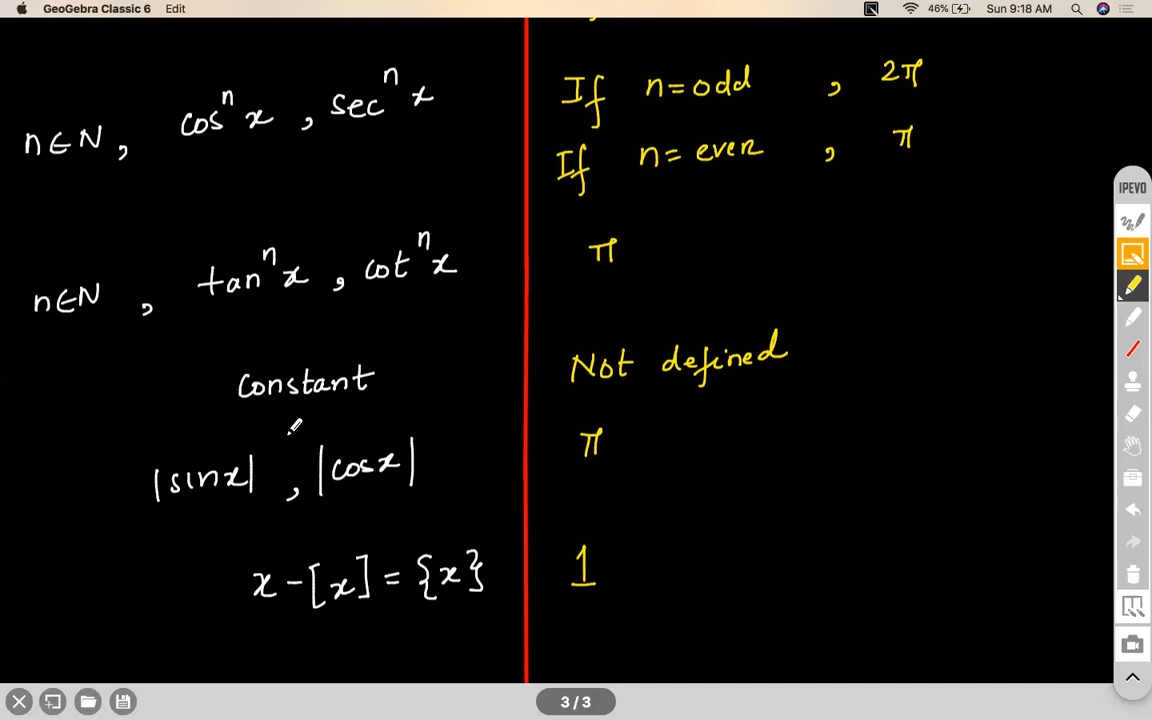 GeoGebra Classic 6 Edit 46% Sun 9:18 AM
n∈N, cosⁿx, secⁿx
If n=odd, 2π
If n=even, π
n∈N, tanⁿx, cotⁿx
π
constant
Not defined
|sinx|, |cosx|
π
x-[x]={x}
1
IPEVO
3/3